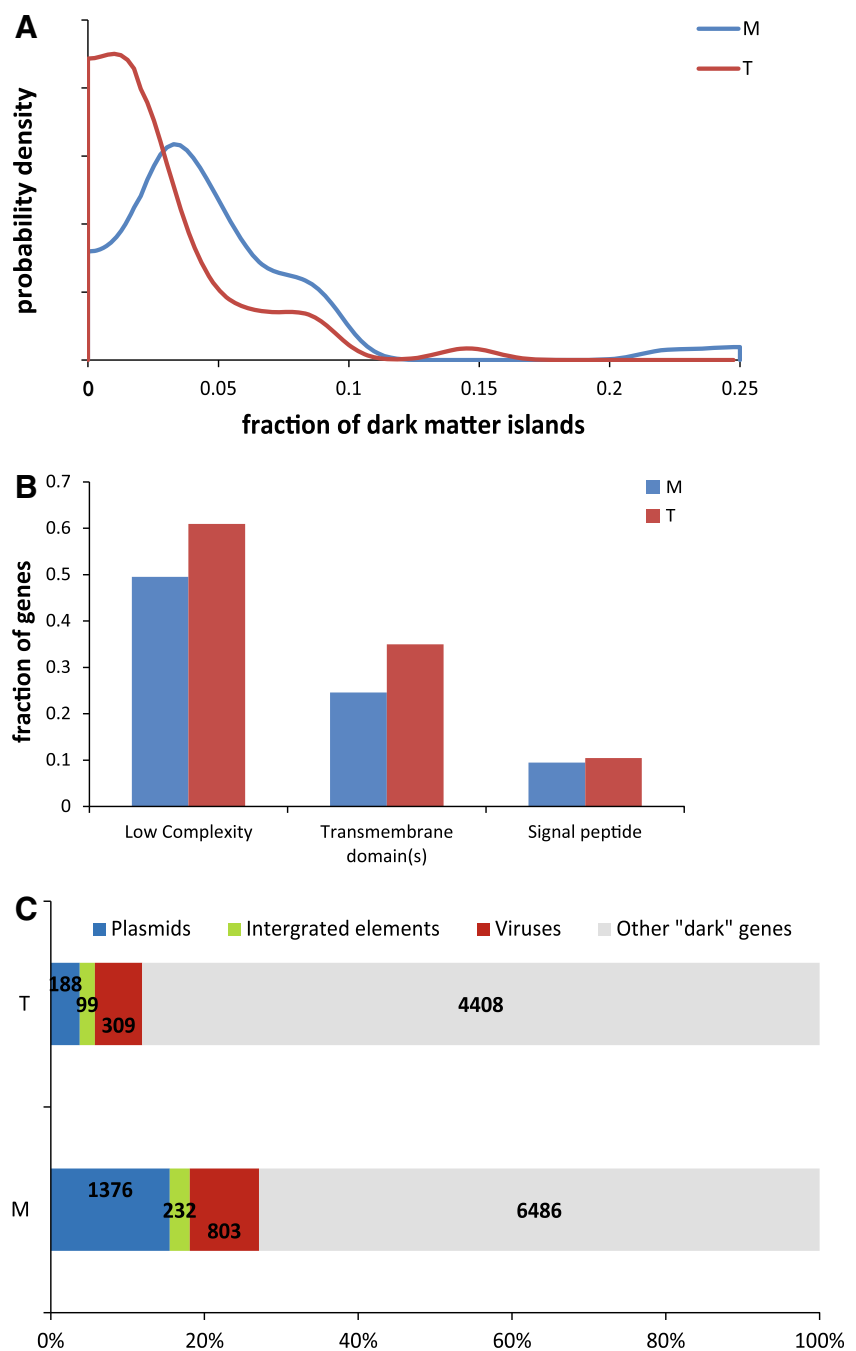 A
M
T
probability density
0 0.05 0.1 0.15 0.2 0.25
fraction of dark matter islands
B
M
T
fraction of genes
0.7
0.6
0.5
0.4
0.3
0.2
0.1
0
Low Complexity Transmembrane domain(s) Signal peptide
C
Plasmids Intergrated elements Viruses Other "dark" genes
T
188 99 309 4408
M
1376 232 803 6486
0% 20% 40% 60% 80% 100%